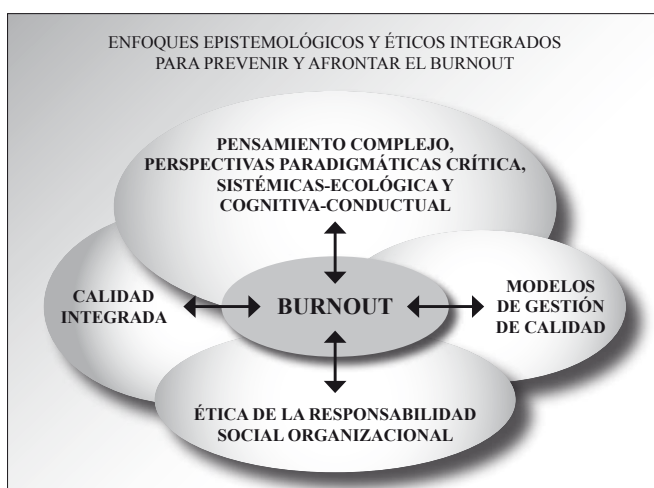 ENFOQUES EPISTEMOLÓGICOS Y ÉTICOS INTEGRADOS
PARA PREVENIR Y AFRONTAR EL BURNOUT
PENSAMIENTO COMPLEJO,
PERSPECTIVAS PARADIGMÁTICAS CRÍTICA,
SISTÉMICAS-ECOLÓGICA Y
COGNITIVA-CONDUCTUAL
CALIDAD
INTEGRADA
BURNOUT
MODELOS
DE GESTIÓN
DE CALIDAD
ÉTICA DE LA RESPONSABILIDAD
SOCIAL ORGANIZACIONAL